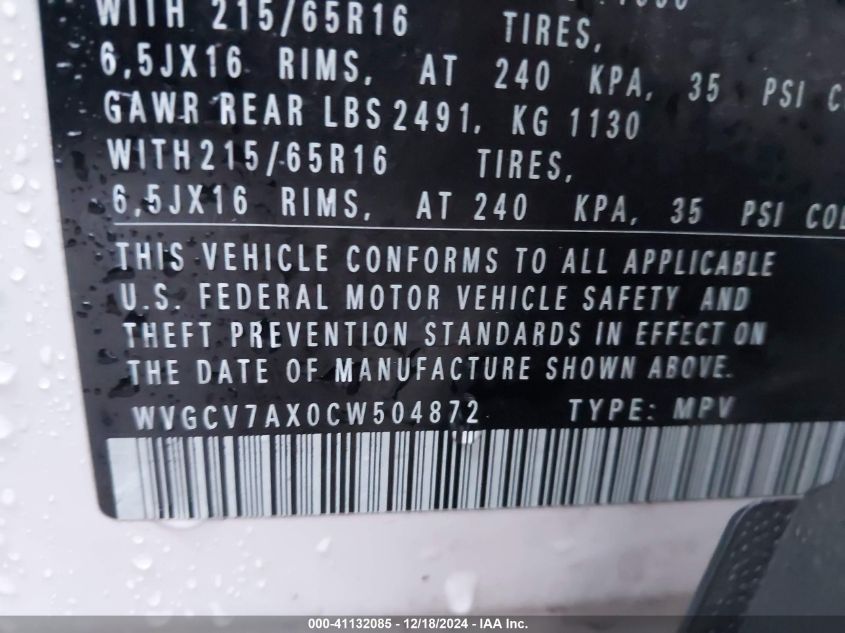 WITH 215/65R16 TIRES,
6,5JX16 RIMS, AT 240 KPA, 35 PSI
GAWR REAR LBS 2491, KG 1130
WITH 215/65R16 TIRES,
6,5JX16 RIMS, AT 240 KPA, 35 PSI
THIS VEHICLE CONFORMS TO ALL APPLICABLE
U.S. FEDERAL MOTOR VEHICLE SAFETY AND
THEFT PREVENTION STANDARDS IN EFFECT ON
THE DATE OF MANUFACTURE SHOWN ABOVE.
WVGCV7AX0CW504872 TYPE: MPV
000-41132085 - 12/18/2024 - IAA Inc.